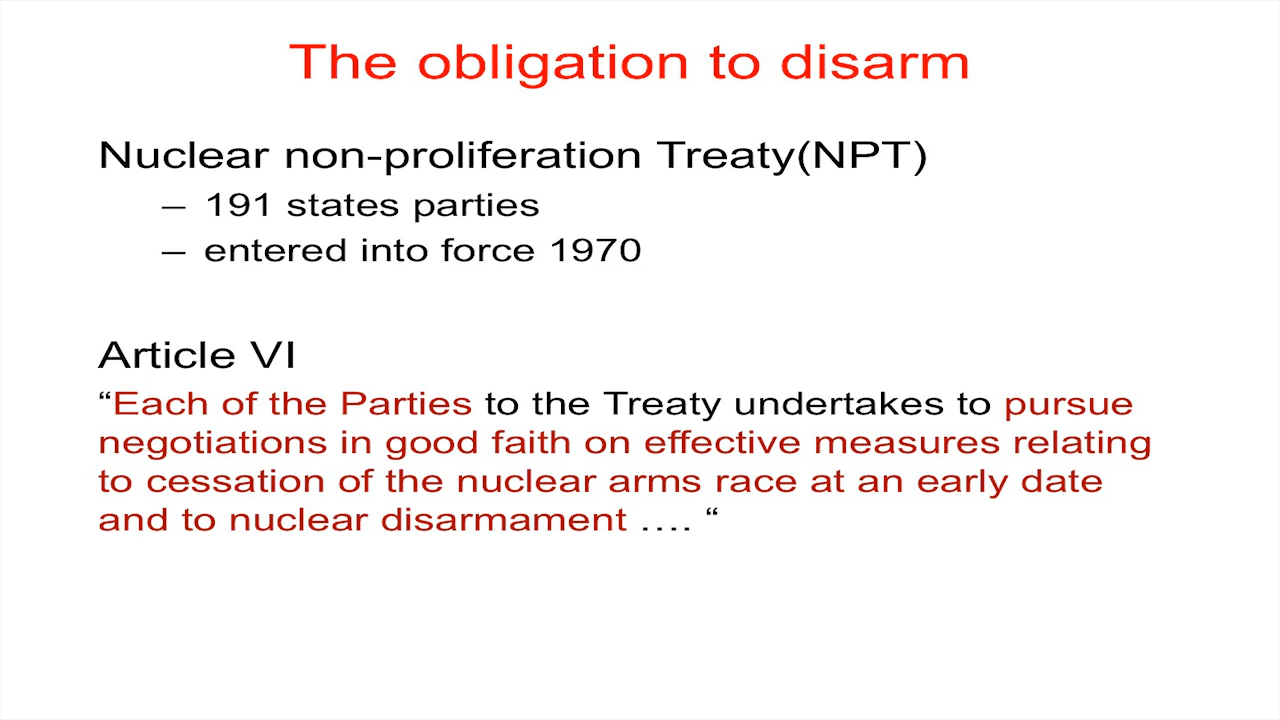 The obligation to disarm
Nuclear non-proliferation Treaty(NPT)
– 191 states parties
– entered into force 1970
Article VI
“Each of the Parties to the Treaty undertakes to pursue
negotiations in good faith on effective measures relating
to cessation of the nuclear arms race at an early date
and to nuclear disarmament …. “